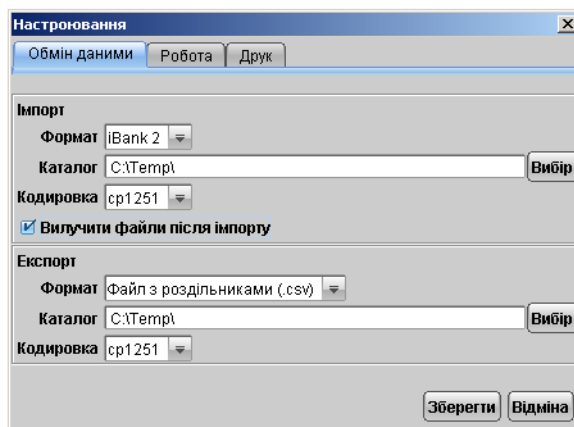 Настроювання
Обмін даними Робота Друк
Імпорт
Формат iBank 2
Каталог C:\Temp\ Вибір
Кодировка cp1251
Вилучити файли після імпорту
Експорт
Формат Файл з роздільниками (.csv)
Каталог C:\Temp\ Вибір
Кодировка cp1251
Зберегти Відміна